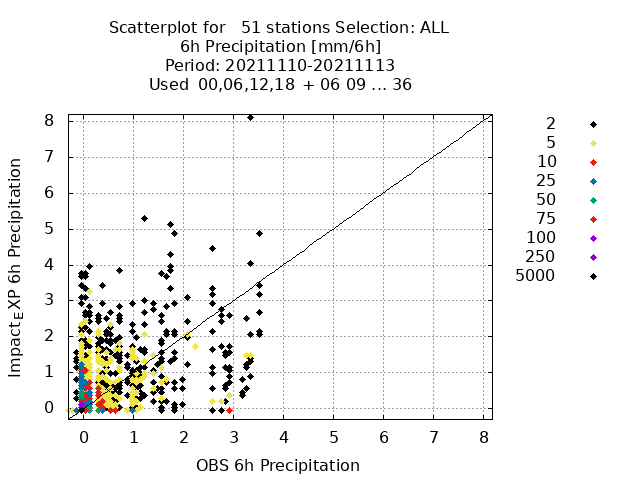 Scatterplot for 51 stations Selection: ALL
6h Precipitation [mm/6h]
Period: 20211110-20211113
Used 00,06,12,18 + 06 09 ... 36
8
7
6
5
4
3
2
1
0
0 1 2 3 4 5 6 7 8
Impact_EXP 6h Precipitation
OBS 6h Precipitation
2
5
10
25
50
75
100
250
5000